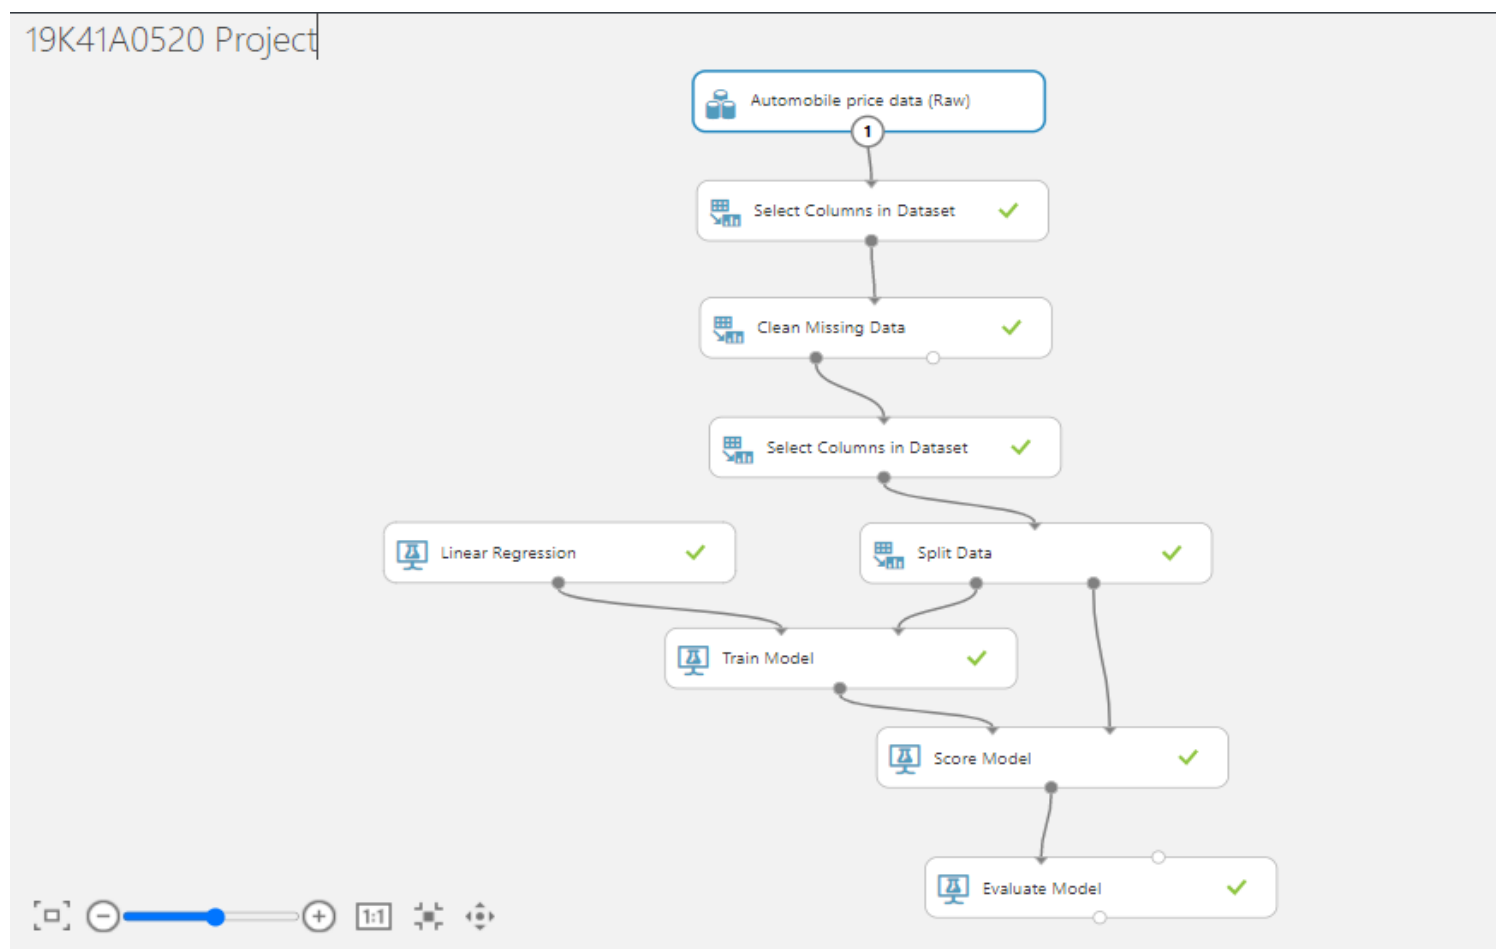 19K41A0520 Project
Automobile price data (Raw)
1
Select Columns in Dataset
Clean Missing Data
Select Columns in Dataset
Linear Regression
Split Data
Train Model
Score Model
Evaluate Model
1:1